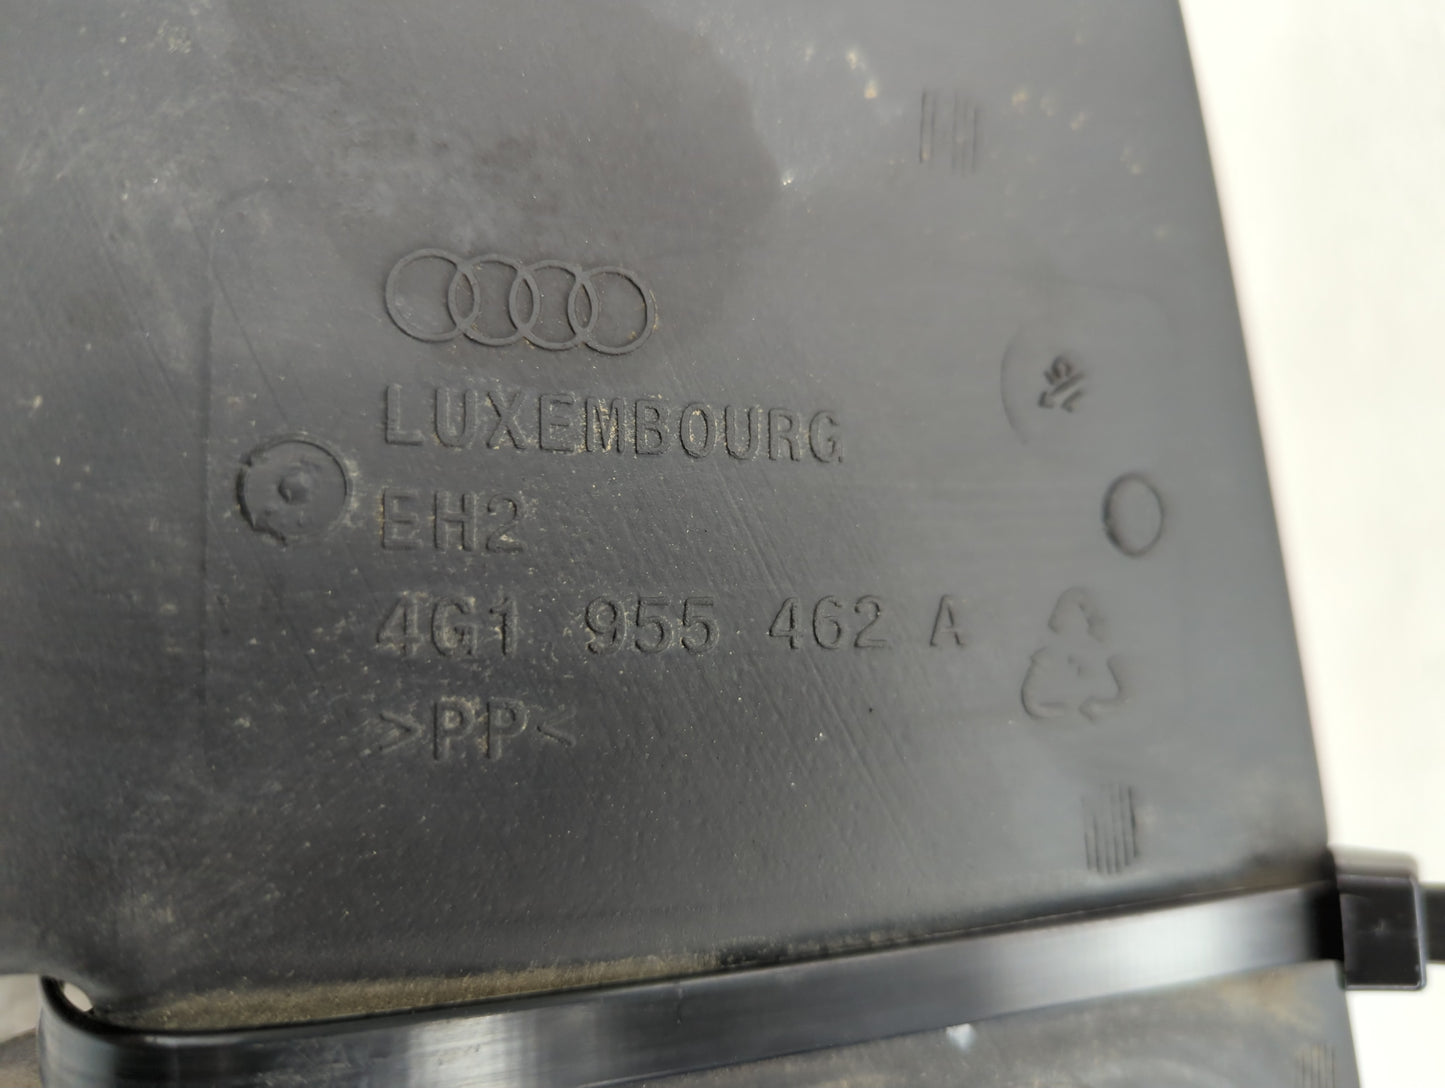 LUXEMBOURG
EH2
4G1 955 462 A
>PP<